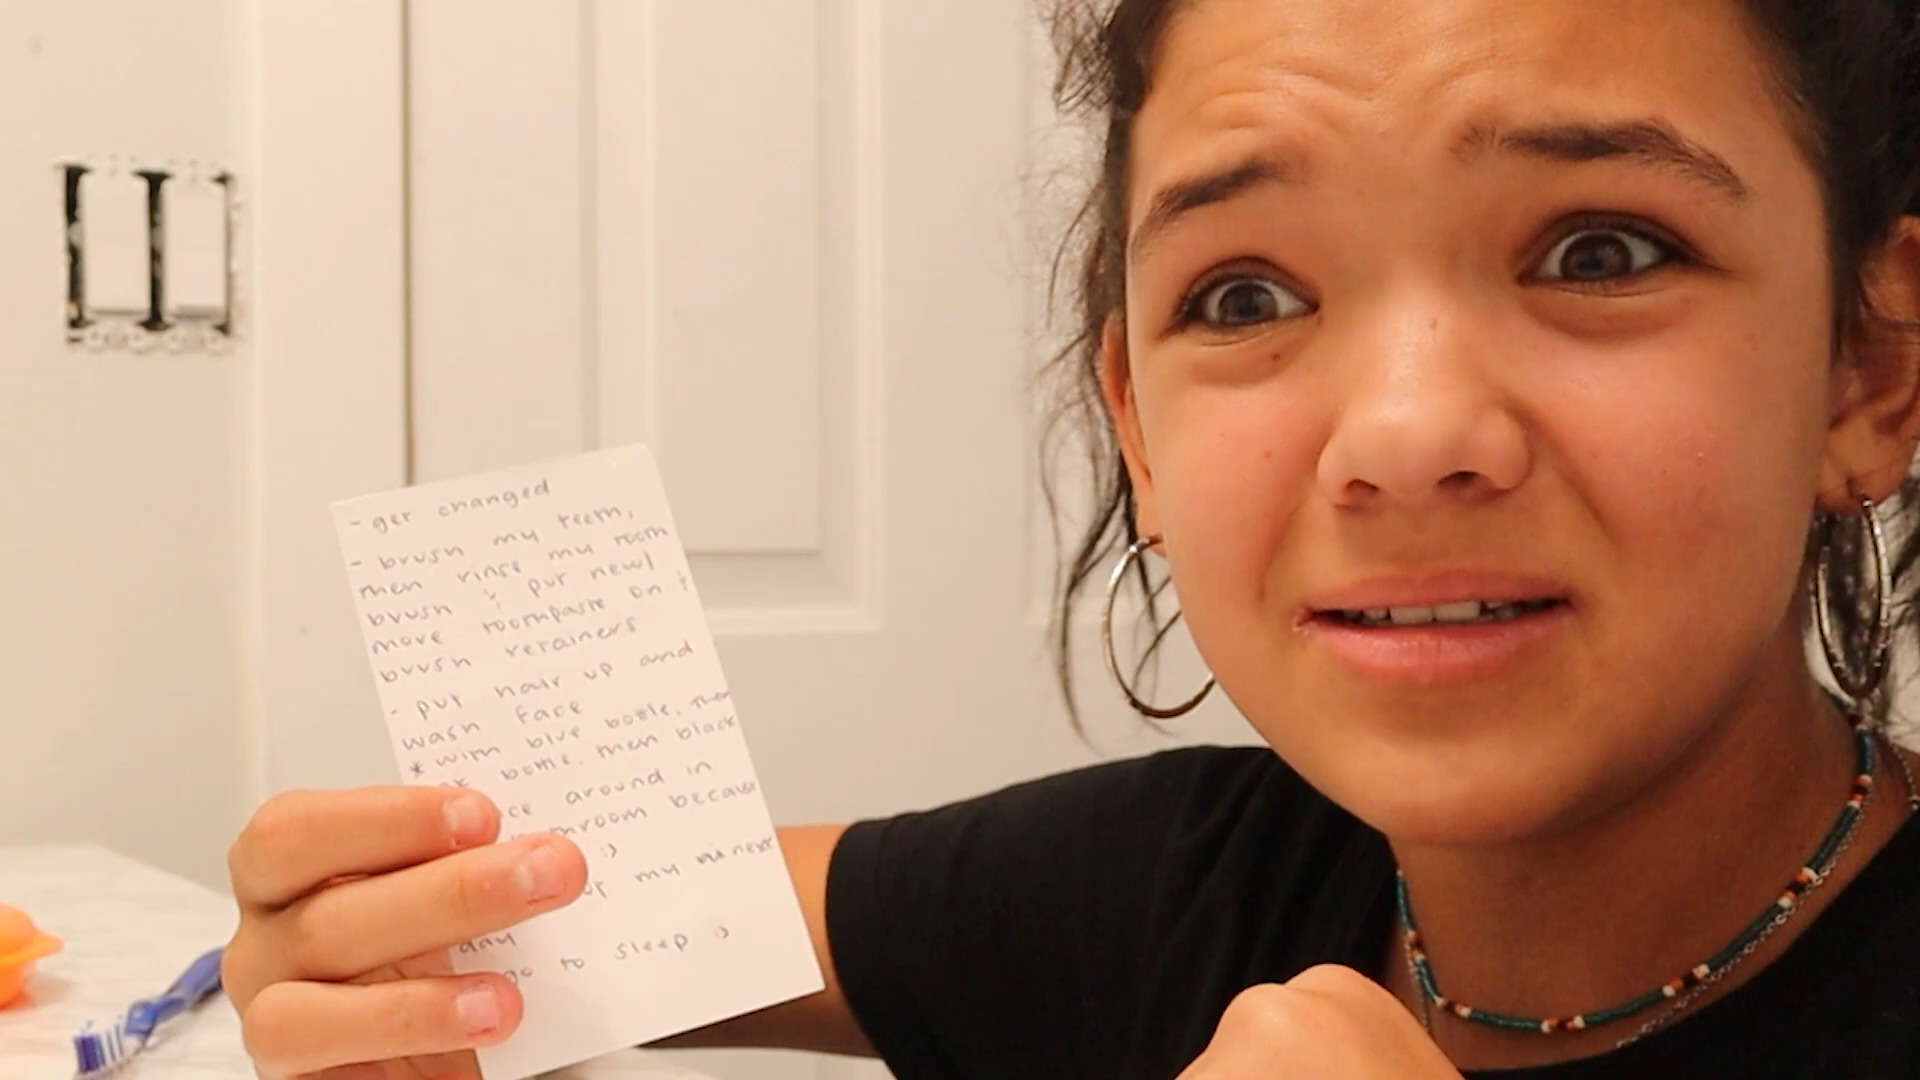 - get changed
- brush my teeth,
then rinse my tooth
brush & put new/
more toothpaste on &
brush retainers
- put hair up and
wash face
* with blue bottle, then
bottle, then black
around in
because
:)
my
day
go to sleep :)